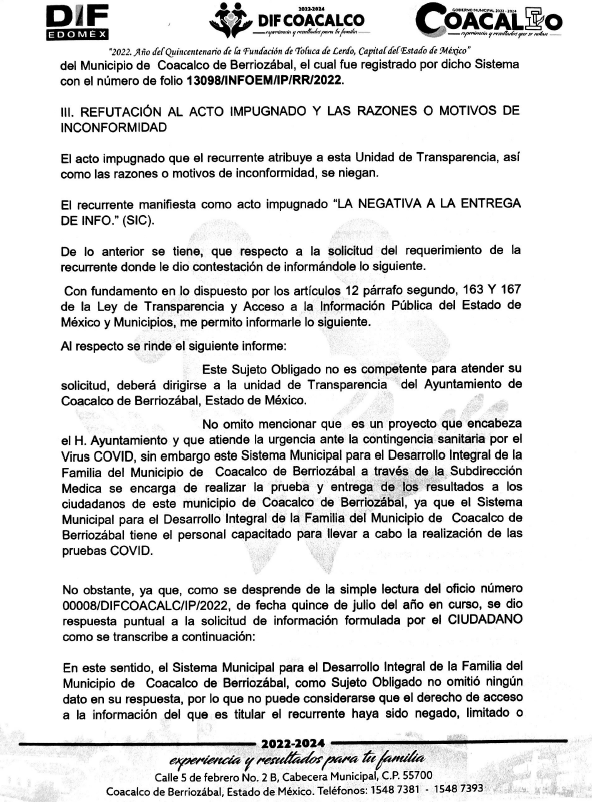 DIF
EDOMEX
2022-2024
DIF COACALCO
experiencia y resultados para tu familia
GOBIERNO MUNICIPAL 2022 - 2024
COACALCO
experiencia y resultados que se notan
"2022. Año del Quincentenario de la Fundación de Toluca de Lerdo, Capital del Estado de México"
del Municipio de Coacalco de Berriozábal, el cual fue registrado por dicho Sistema
con el número de folio 13098/INFOEM/IP/RR/2022.
III. REFUTACIÓN AL ACTO IMPUGNADO Y LAS RAZONES O MOTIVOS DE
INCONFORMIDAD
El acto impugnado que el recurrente atribuye a esta Unidad de Transparencia, así
como las razones o motivos de inconformidad, se niegan.
El recurrente manifiesta como acto impugnado “LA NEGATIVA A LA ENTREGA
DE INFO.” (SIC).
De lo anterior se tiene, que respecto a la solicitud del requerimiento de la
recurrente donde le dio contestación de informándole lo siguiente.
Con fundamento en lo dispuesto por los artículos 12 párrafo segundo, 163 Y 167
de la Ley de Transparencia y Acceso a la Información Pública del Estado de
México y Municipios, me permito informarle lo siguiente.
Al respecto se rinde el siguiente informe:
Este Sujeto Obligado no es competente para atender su
solicitud, deberá dirigirse a la unidad de Transparencia del Ayuntamiento de
Coacalco de Berriozábal, Estado de México.
No omito mencionar que es un proyecto que encabeza
el H. Ayuntamiento y que atiende la urgencia ante la contingencia sanitaria por el
Virus COVID, sin embargo este Sistema Municipal para el Desarrollo Integral de la
Familia del Municipio de Coacalco de Berriozábal a través de la Subdirección
Medica se encarga de realizar la prueba y entrega de los resultados a los
ciudadanos de este municipio de Coacalco de Berriozábal, ya que el Sistema
Municipal para el Desarrollo Integral de la Familia del Municipio de Coacalco de
Berriozábal tiene el personal capacitado para llevar a cabo la realización de las
pruebas COVID.
No obstante, ya que, como se desprende de la simple lectura del oficio número
00008/DIFCOACALC/IP/2022, de fecha quince de julio del año en curso, se dio
respuesta puntual a la solicitud de información formulada por el CIUDADANO
como se transcribe a continuación:
En este sentido, el Sistema Municipal para el Desarrollo Integral de la Familia del
Municipio de Coacalco de Berriozábal, como Sujeto Obligado no omitió ningún
dato en su respuesta, por lo que no puede considerarse que el derecho de acceso
a la información del que es titular el recurrente haya sido negado, limitado o
2022-2024
experiencia y resultados para tu familia
Calle 5 de febrero No. 2 B, Cabecera Municipal, C.P. 55700
Coacalco de Berriozábal, Estado de México. Teléfonos: 1548 7381 - 1548 7393